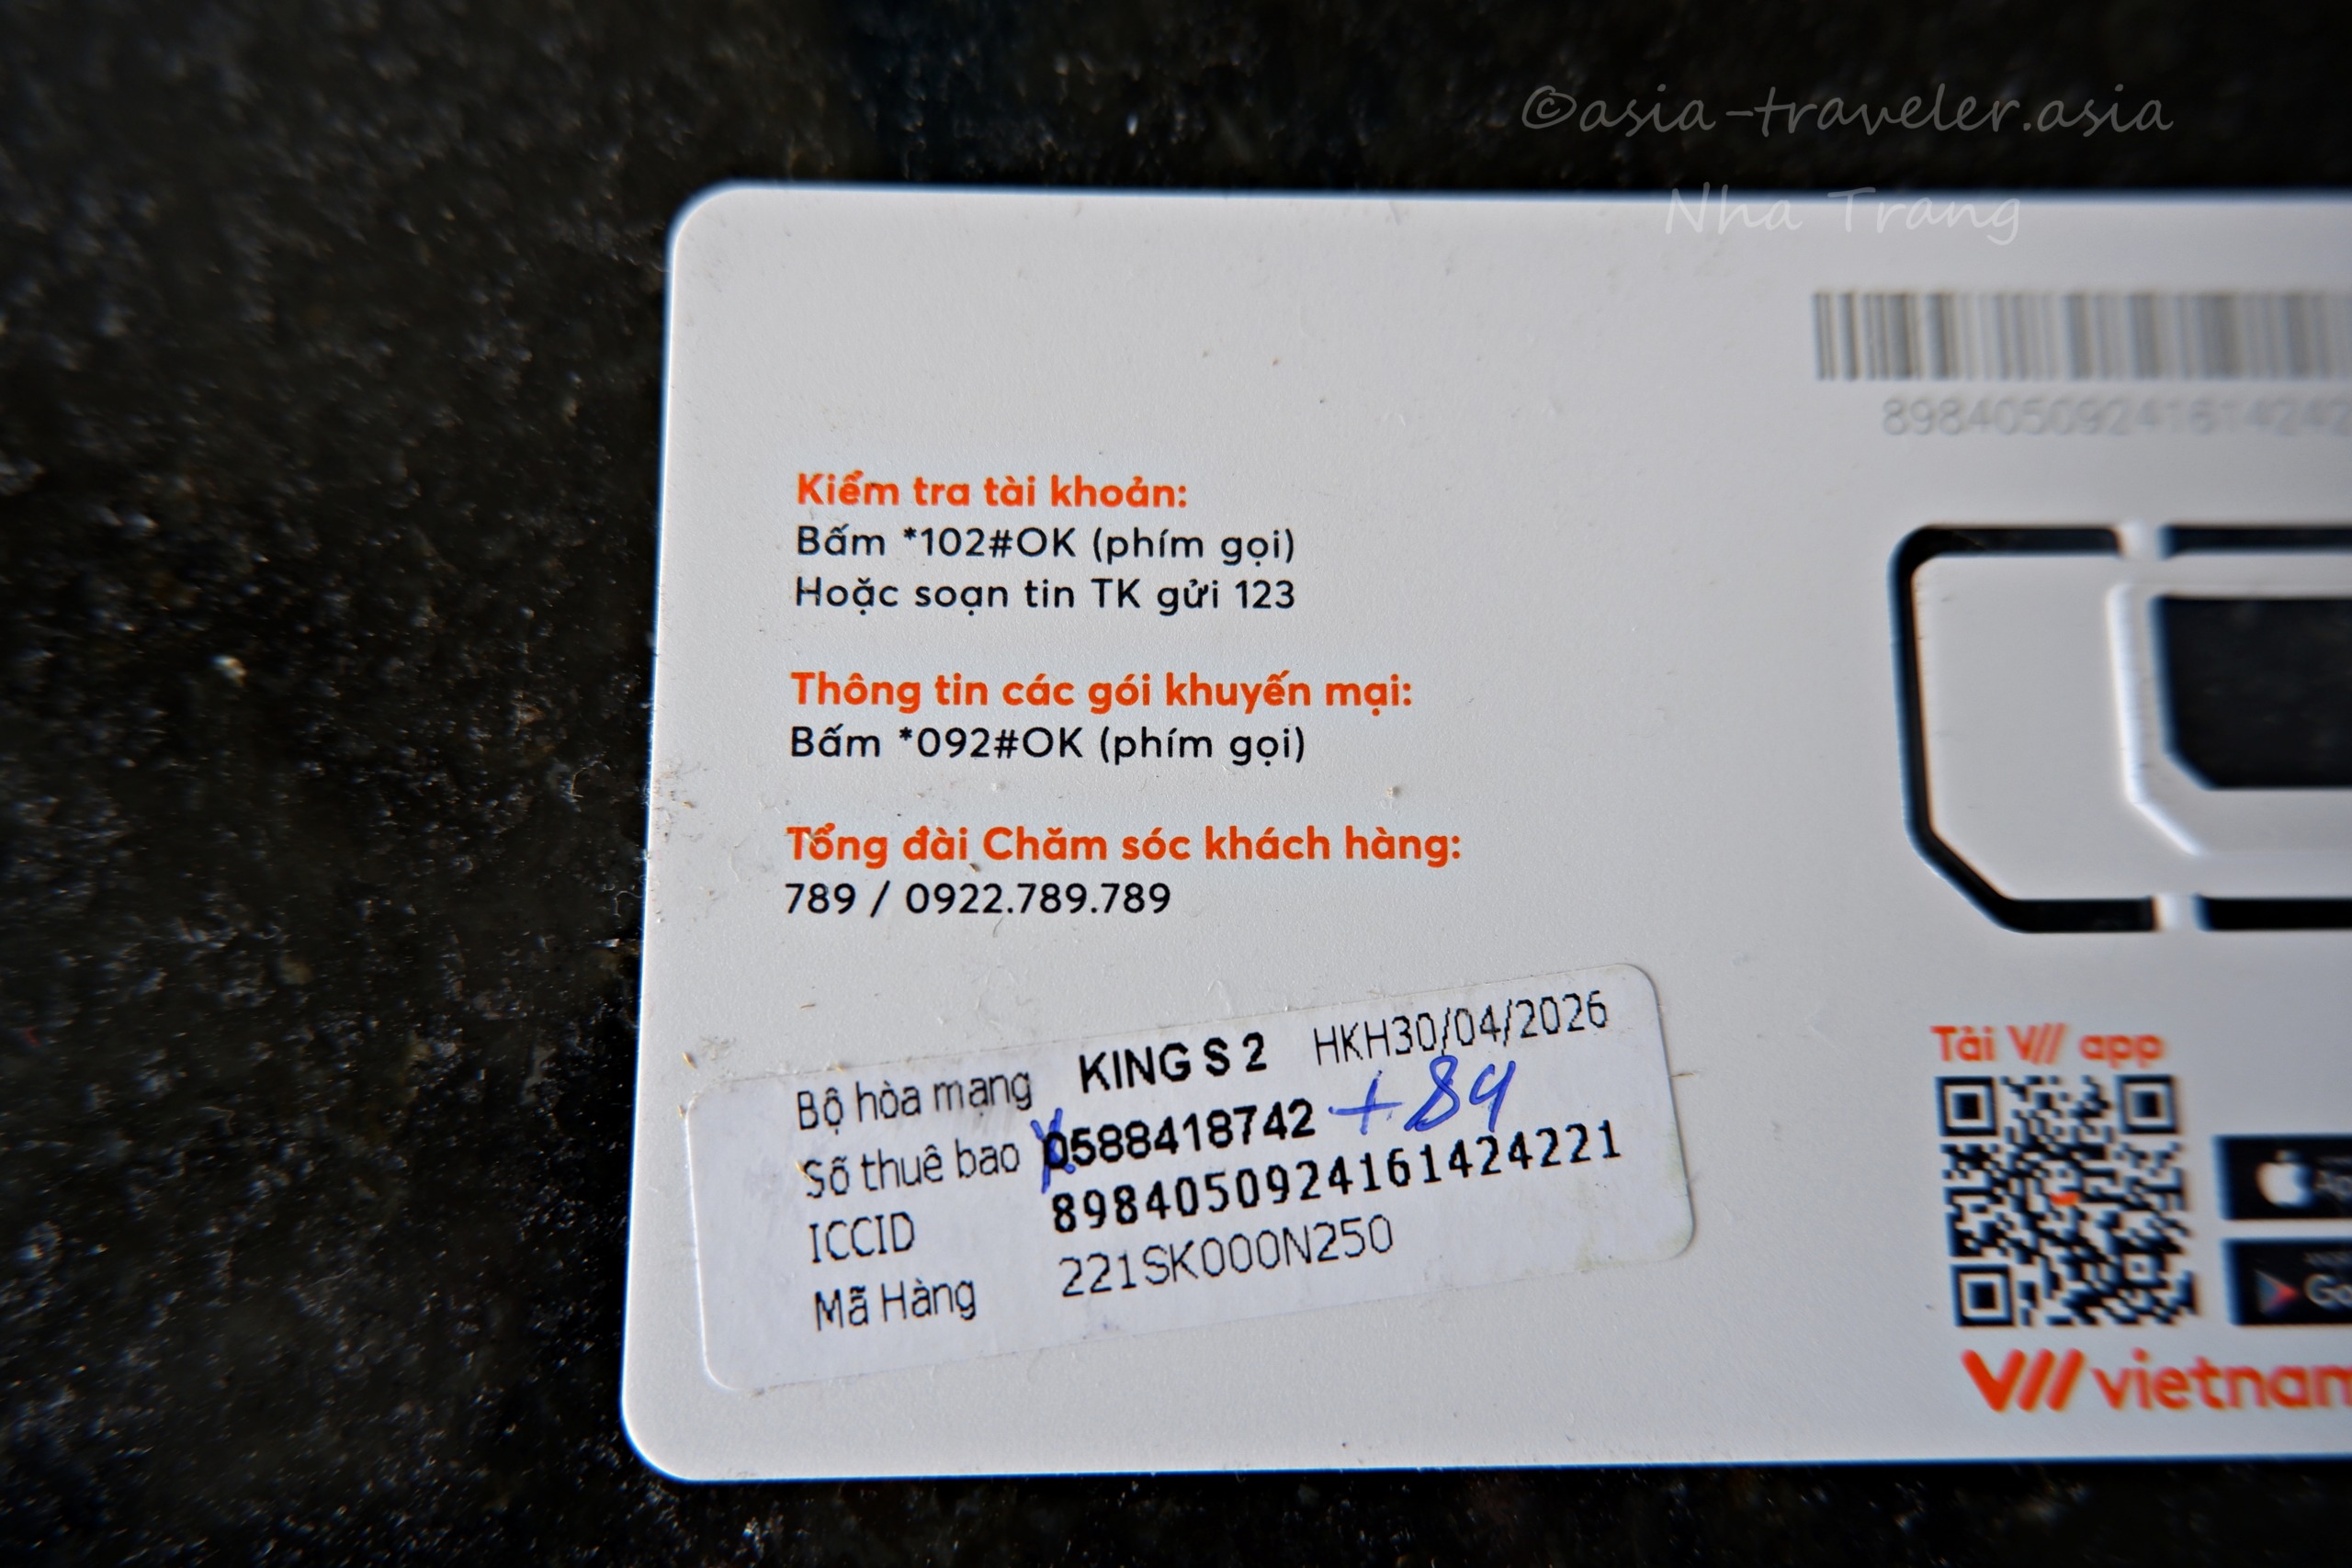 ©asia-traveler.asia
Nha Trang
Kiểm tra tài khoản:
Bấm *102#OK (phím gọi)
Hoặc soạn tin TK gửi 123
Thông tin các gói khuyến mại:
Bấm *092#OK (phím gọi)
Tổng đài Chăm sóc khách hàng:
789 / 0922.789.789
Bộ hòa mạng KING S 2 HKH30/04/2026
Số thuê bao 0588418742 +84
ICCID 8984050924161424221
Mã Hàng 221SK000N250
Tải V// app
V// vietnam